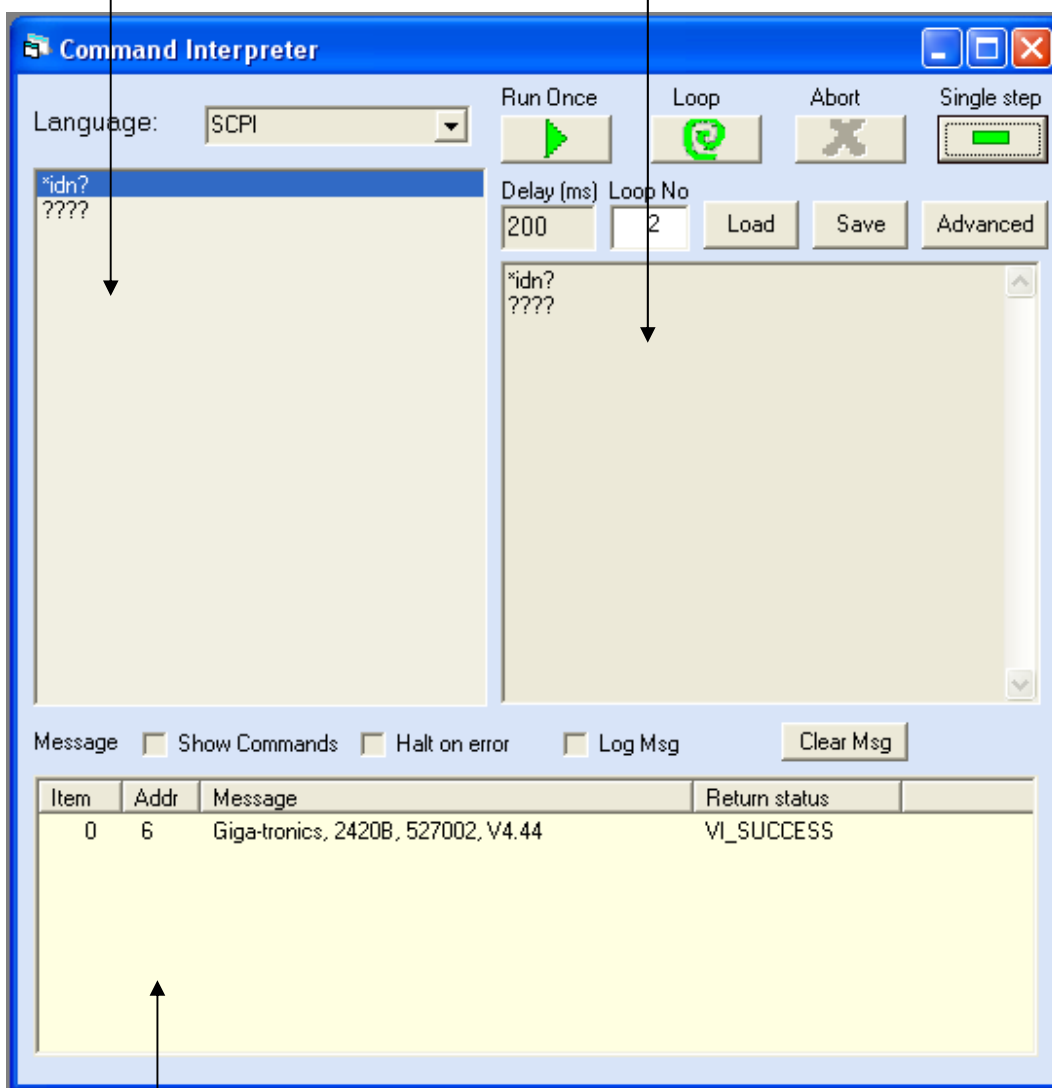 Command Interpreter
Language: SCPI
Run Once Loop Abort Single step
Delay (ms) Loop No
200 2 Load Save Advanced
*idn?
????
*idn?
????
Message Show Commands Halt on error Log Msg Clear Msg
Item Addr Message Return status
0 6 Giga-tronics, 2420B, 527002, V4.44 VI_SUCCESS